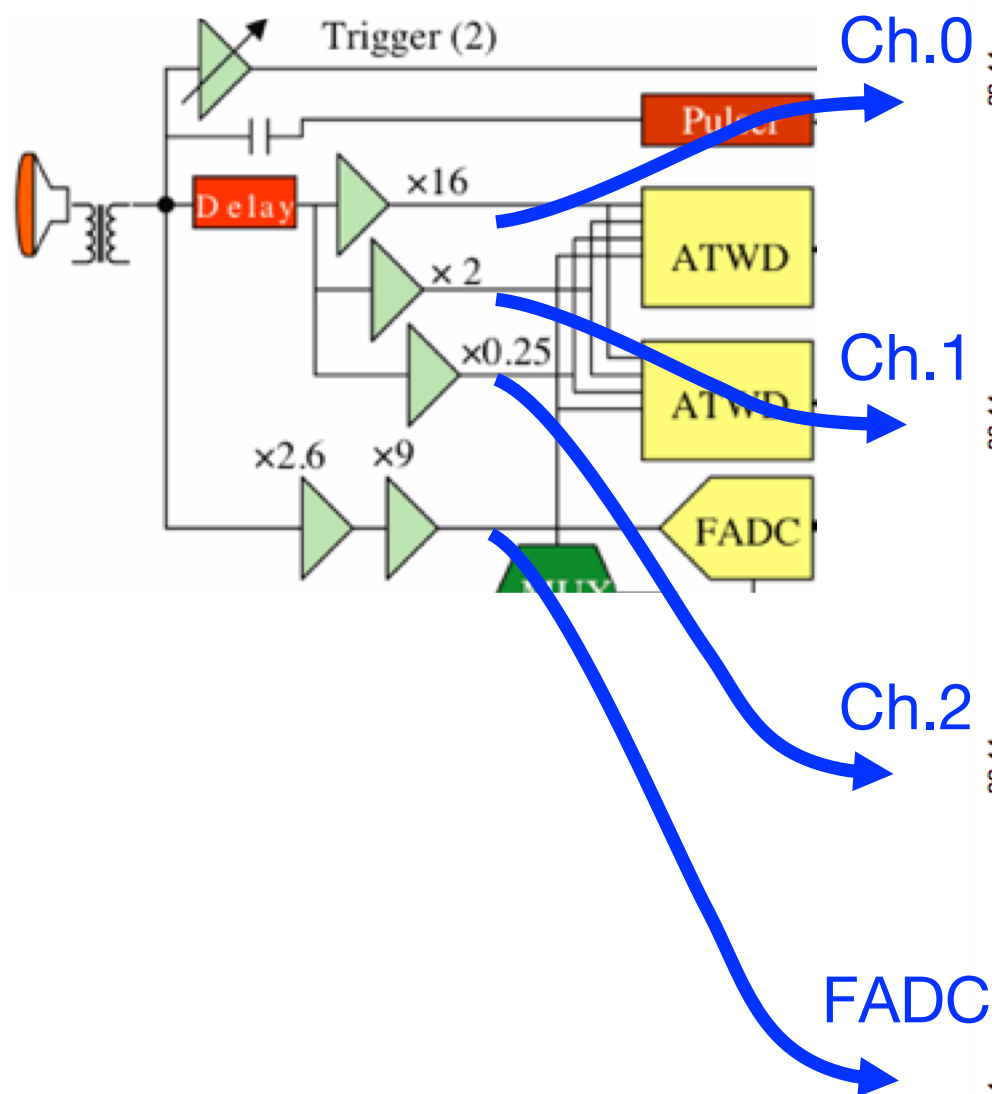 Trigger (2)
Ch.0
Pulser
Delay
×16
ATWD
× 2
×0.25
Ch.1
ATWD
×2.6
×9
FADC
MUX
Ch.2
FADC